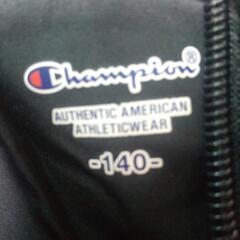 Champion®
AUTHENTIC AMERICAN
ATHLETICWEAR
-140-